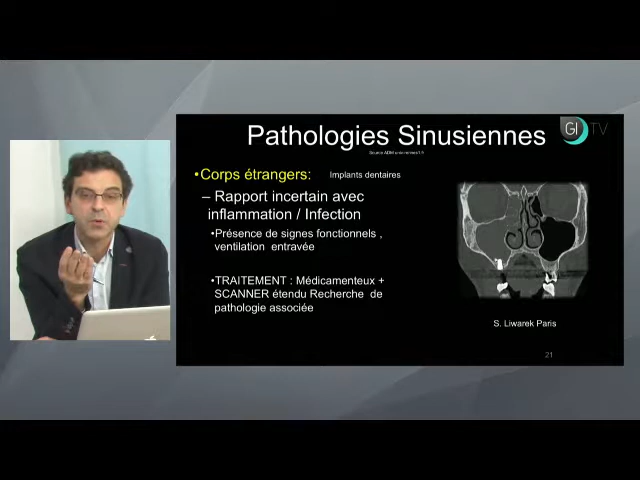 Pathologies Sinusiennes
GI TV
•Corps étrangers: Implants dentaires
– Rapport incertain avec
inflammation / Infection
•Présence de signes fonctionnels ,
ventilation entravée
•TRAITEMENT : Médicamenteux +
SCANNER étendu Recherche de
pathologie associée
S. Liwarek Paris
21